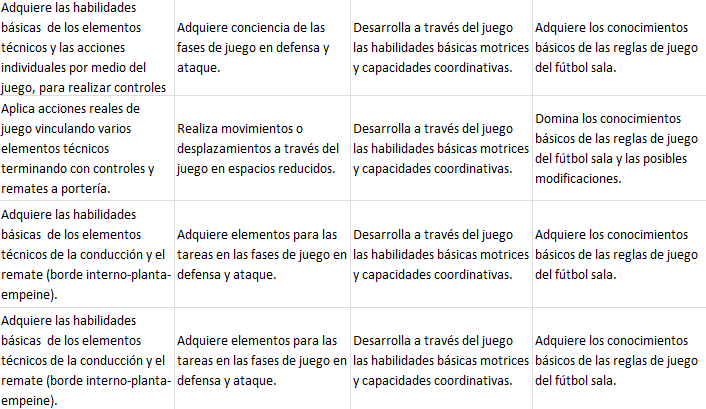 Adquiere las habilidades
básicas  de los elementos
técnicos y las acciones
individuales por medio del
juego, para realizar controles
Adquiere conciencia de las
fases de juego en defensa y
ataque.
Desarrolla a través del juego
las habilidades básicas motrices
y capacidades coordinativas.
Adquiere los conocimientos
básicos de las reglas de juego
del fútbol sala.
Aplica acciones reales de
juego vinculando varios
elementos técnicos
terminando con controles y
remates a portería.
Realiza movimientos o
desplazamientos a través del
juego en espacios reducidos.
Desarrolla a través del juego
las habilidades básicas motrices
y capacidades coordinativas.
Domina los conocimientos
básicos de las reglas de juego
del fútbol sala y las posibles
modificaciones.
Adquiere las habilidades
básicas  de los elementos
técnicos de la conducción y el
remate (borde interno-planta-
empeine).
Adquiere elementos para las
tareas en las fases de juego en
defensa y ataque.
Desarrolla a través del juego
las habilidades básicas motrices
y capacidades coordinativas.
Adquiere los conocimientos
básicos de las reglas de juego
del fútbol sala.
Adquiere las habilidades
básicas  de los elementos
técnicos de la conducción y el
remate (borde interno-planta-
empeine).
Adquiere elementos para las
tareas en las fases de juego en
defensa y ataque.
Desarrolla a través del juego
las habilidades básicas motrices
y capacidades coordinativas.
Adquiere los conocimientos
básicos de las reglas de juego
del fútbol sala.